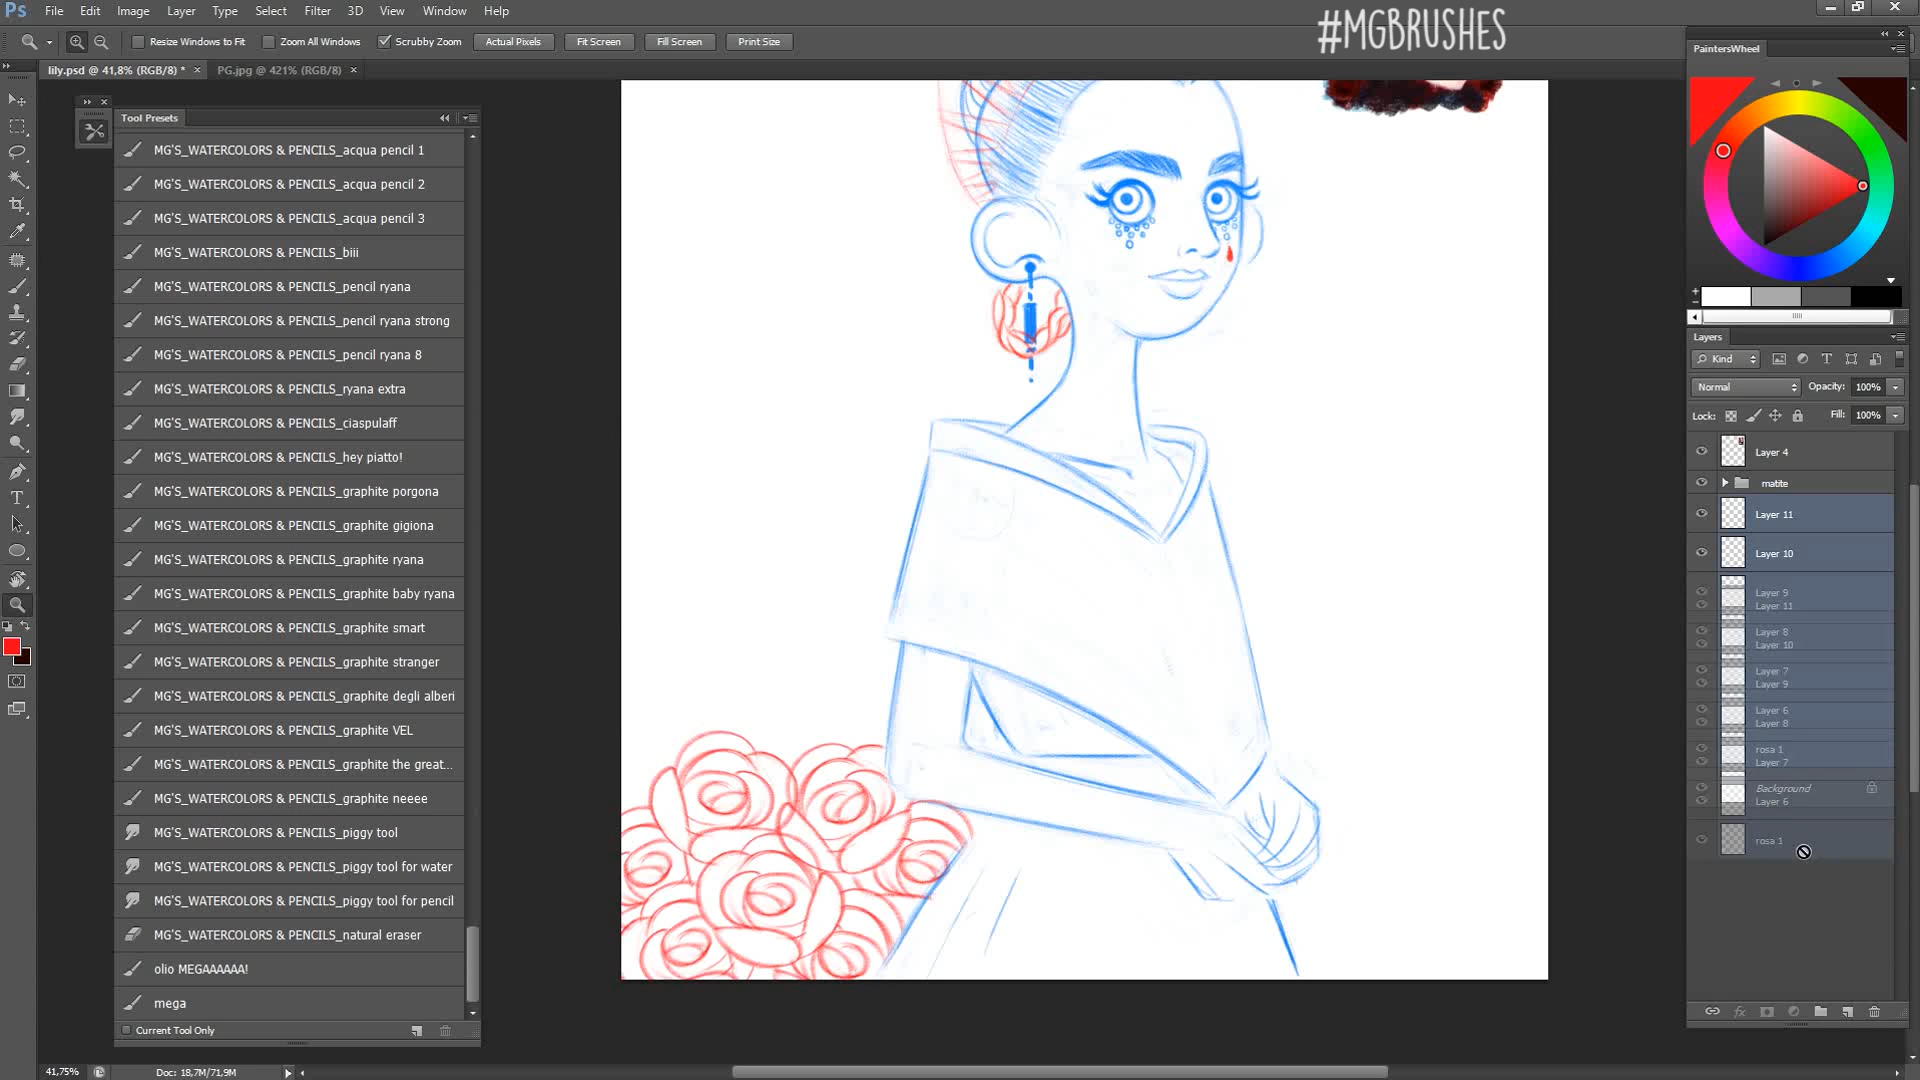 Ps File Edit Image Layer Type Select Filter 3D View Window Help
#MGBRUSHES
Resize Windows to Fit Zoom All Windows Scrubby Zoom Actual Pixels Fit Screen Fill Screen Print Size
lily.psd @ 41,8% (RGB/8) * × PG.jpg @ 421% (RGB/8) ×
PaintersWheel
Tool Presets
MG'S_WATERCOLORS & PENCILS_acqua pencil 1
MG'S_WATERCOLORS & PENCILS_acqua pencil 2
MG'S_WATERCOLORS & PENCILS_acqua pencil 3
MG'S_WATERCOLORS & PENCILS_biii
MG'S_WATERCOLORS & PENCILS_pencil ryana
MG'S_WATERCOLORS & PENCILS_pencil ryana strong
MG'S_WATERCOLORS & PENCILS_pencil ryana 8
MG'S_WATERCOLORS & PENCILS_ryana extra
MG'S_WATERCOLORS & PENCILS_ciaspulaff
MG'S_WATERCOLORS & PENCILS_hey piatto!
MG'S_WATERCOLORS & PENCILS_graphite porgona
MG'S_WATERCOLORS & PENCILS_graphite gigiona
MG'S_WATERCOLORS & PENCILS_graphite ryana
MG'S_WATERCOLORS & PENCILS_graphite baby ryana
MG'S_WATERCOLORS & PENCILS_graphite smart
MG'S_WATERCOLORS & PENCILS_graphite stranger
MG'S_WATERCOLORS & PENCILS_graphite degli alberi
MG'S_WATERCOLORS & PENCILS_graphite VEL
MG'S_WATERCOLORS & PENCILS_graphite the great...
MG'S_WATERCOLORS & PENCILS_graphite neeee
MG'S_WATERCOLORS & PENCILS_piggy tool
MG'S_WATERCOLORS & PENCILS_piggy tool for water
MG'S_WATERCOLORS & PENCILS_piggy tool for pencil
MG'S_WATERCOLORS & PENCILS_natural eraser
olio MEGAAAAAA!
mega
Current Tool Only
Layers
Kind
Normal Opacity: 100%
Lock: Fill: 100%
Layer 4
matite
Layer 11
Layer 10
Layer 9
Layer 11
Layer 8
Layer 10
Layer 7
Layer 9
Layer 6
Layer 8
rosa 1
Layer 7
Background
Layer 6
rosa 1
41,75% Doc: 18,7M/71,9M